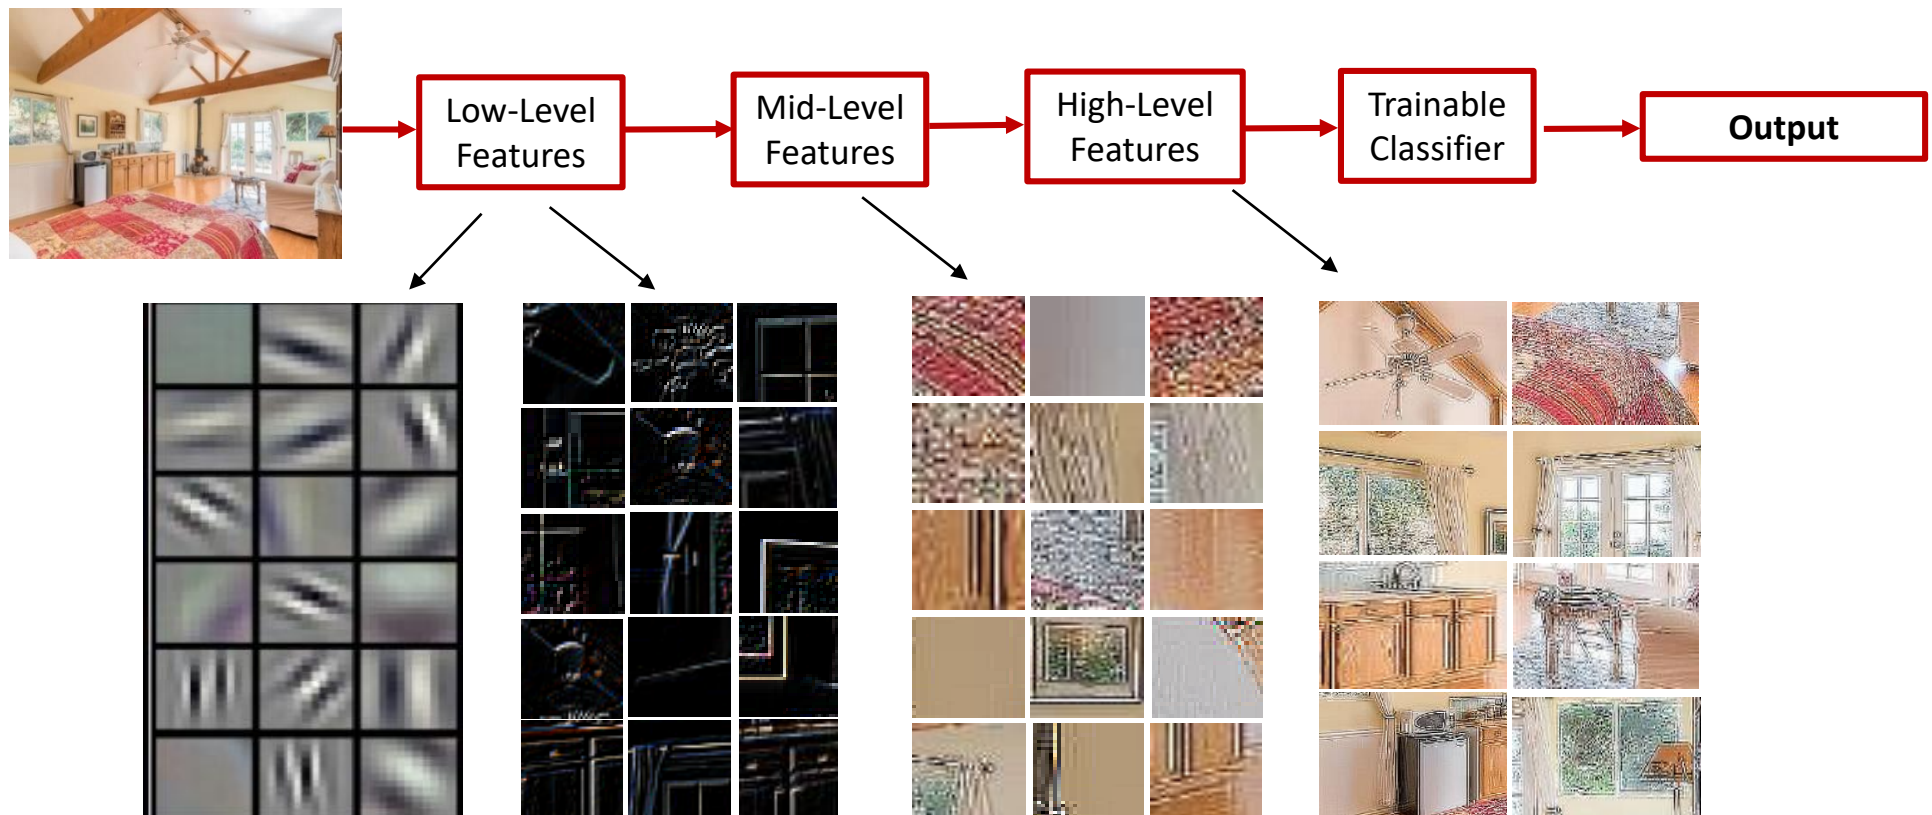 Low-Level
Features
Mid-Level
Features
High-Level
Features
Trainable
Classifier
Output